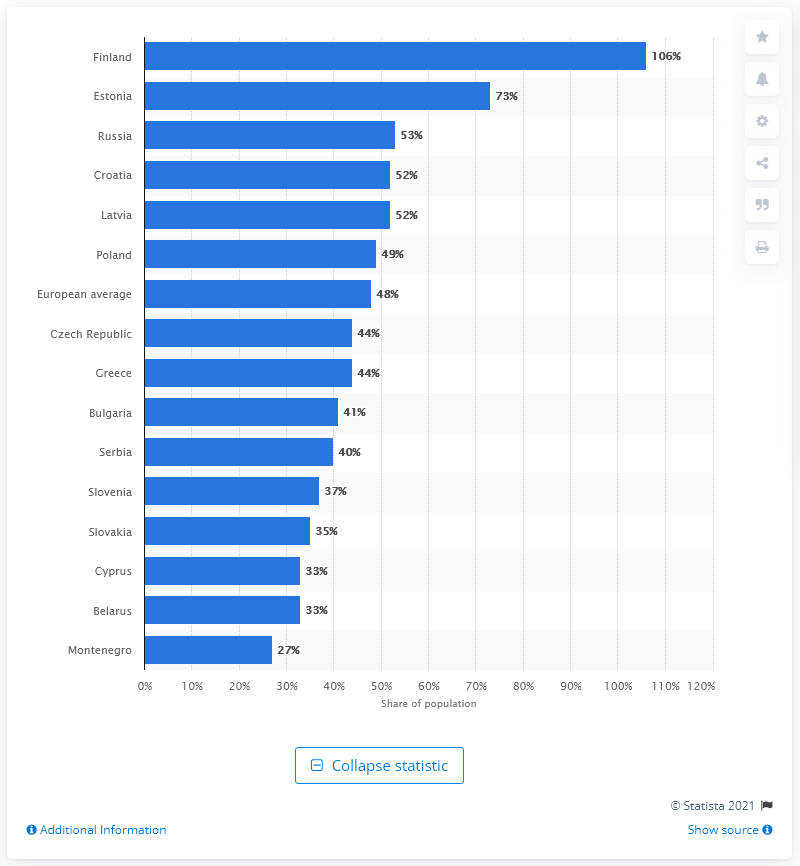 Finland 106%
Estonia 73%
Russia 53%
Croatia 52%
Latvia 52%
Poland 49%
European average 48%
Czech Republic 44%
Greece 44%
Bulgaria 41%
Serbia 40%
Slovenia 37%
Slovakia 35%
Cyprus 33%
Belarus 33%
Montenegro 27%
0% 10% 20% 30% 40% 50% 60% 70% 80% 90% 100% 110% 120%
Share of population
Collapse statistic
© Statista 2021
Additional Information Show source